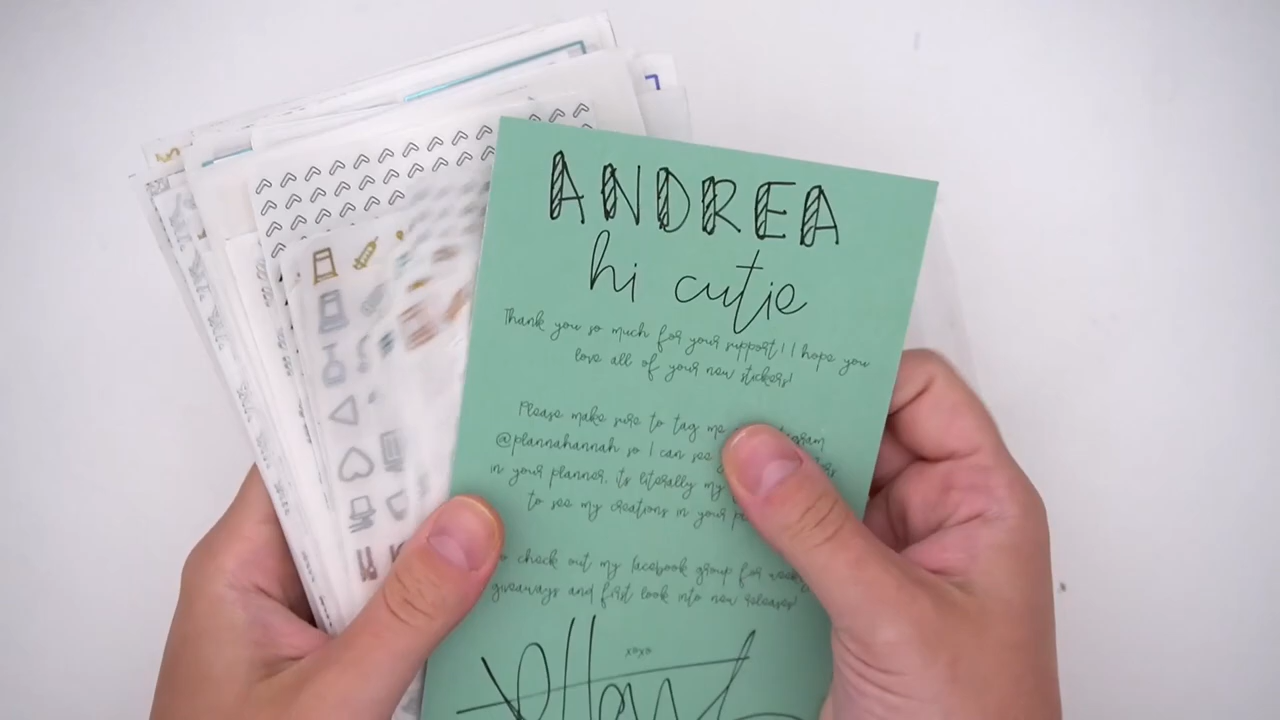 ANDREA
hi cutie
Thank you so much for your support! I hope you
love all of your new stickers!
Please make sure to tag me
@plannahannah so I can see
in your planner, its literally my
to see my creations in your
check out my facebook group for
giveaways and first look into new releases!
xoxo